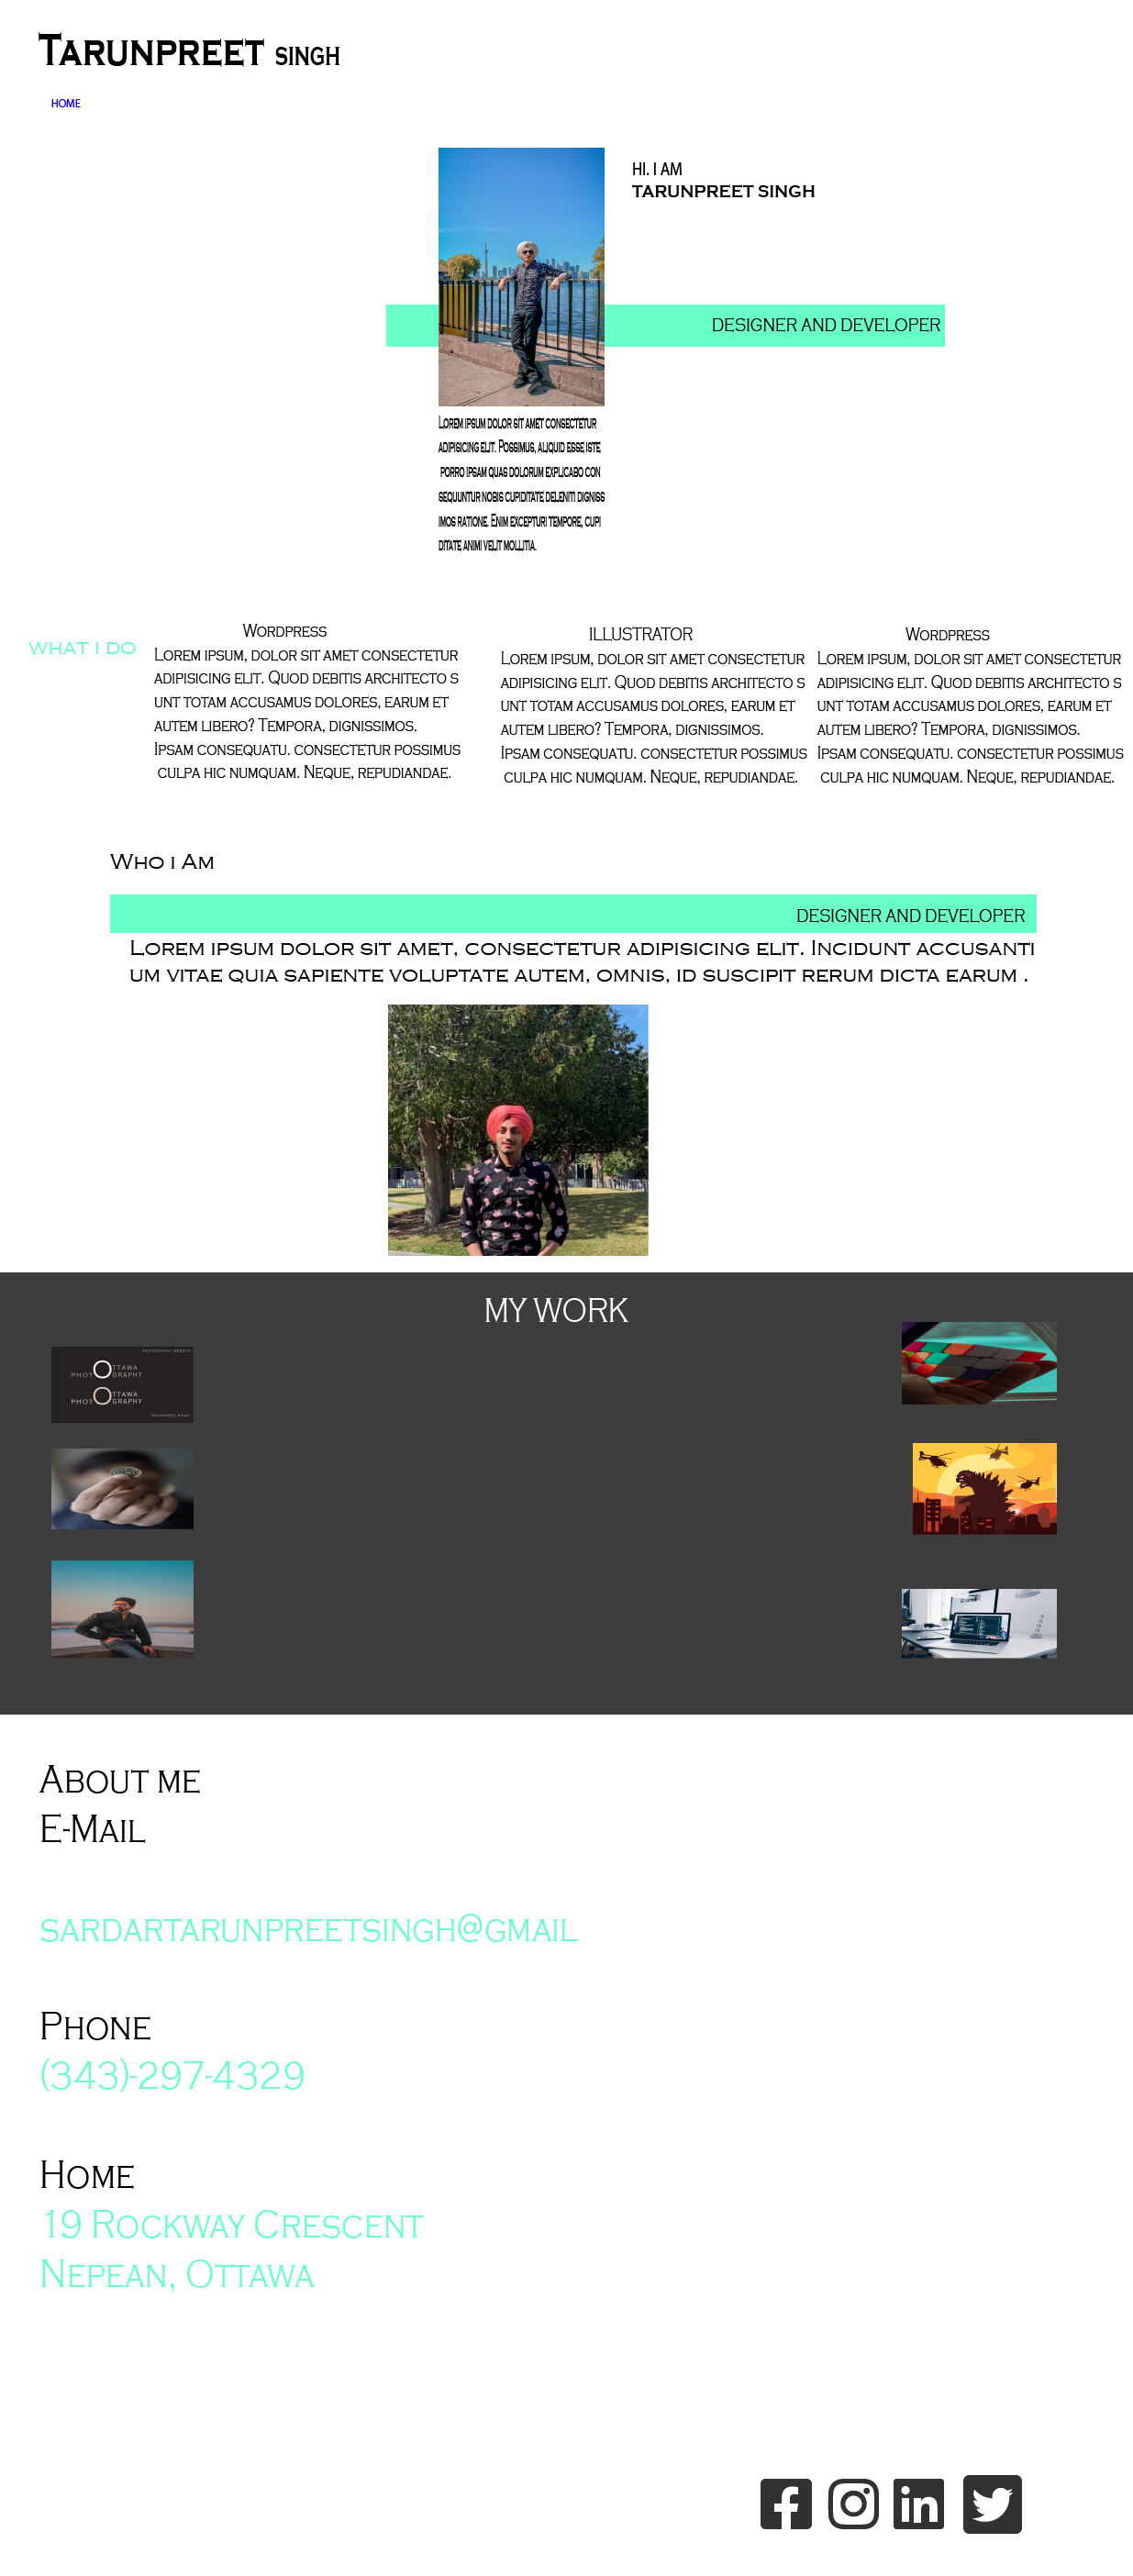 Tarunpreet singh
HOME
HI. I AM
TARUNPREET SINGH
DESIGNER AND DEVELOPER
Lorem ipsum dolor sit amet consectetur
adipisicing elit. Possimus, aliquid esse iste
porro ipsam quas dolorum explicabo con
sequuntur nobis cupiditate deleniti digniss
imos ratione. Enim excepturi tempore, cupi
ditate animi velit mollitia.
what i do
Wordpress
Lorem ipsum, dolor sit amet consectetur
adipisicing elit. Quod debitis architecto s
unt totam accusamus dolores, earum et
autem libero? Tempora, dignissimos.
Ipsam consequatu. consectetur possimus
culpa hic numquam. Neque, repudiandae.
ILLUSTRATOR
Lorem ipsum, dolor sit amet consectetur
adipisicing elit. Quod debitis architecto s
unt totam accusamus dolores, earum et
autem libero? Tempora, dignissimos.
Ipsam consequatu. consectetur possimus
culpa hic numquam. Neque, repudiandae.
Wordpress
Lorem ipsum, dolor sit amet consectetur
adipisicing elit. Quod debitis architecto s
unt totam accusamus dolores, earum et
autem libero? Tempora, dignissimos.
Ipsam consequatu. consectetur possimus
culpa hic numquam. Neque, repudiandae.
Who i Am
DESIGNER AND DEVELOPER
Lorem ipsum dolor sit amet, consectetur adipisicing elit. Incidunt accusanti
um vitae quia sapiente voluptate autem, omnis, id suscipit rerum dicta earum .
MY WORK
PHOTOGRAPHY WEBSITE
OTTAWA
PHOTOGRAPHY
OTTAWA
PHOTOGRAPHY
TARUNPREET SINGH
About me
E-Mail
sardartarunpreetsingh@gmail
Phone
(343)-297-4329
Home
19 Rockway Crescent
Nepean, Ottawa